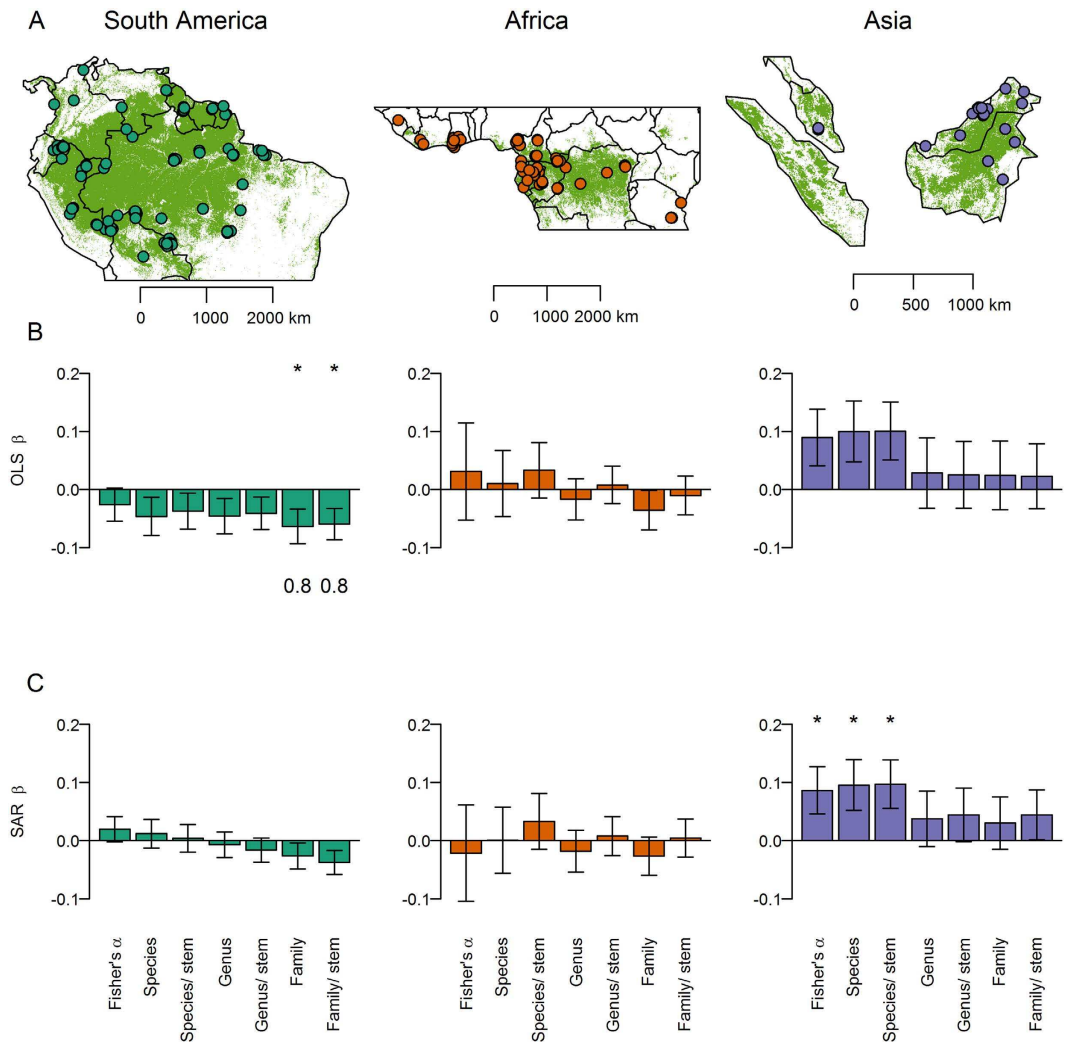 A South America Africa Asia
0 1000 2000 km
0 1000 2000 km
0 500 1000 km
B
OLS β
0.2
0.1
0.0
-0.1
* *
0.8 0.8
0.2
0.1
0.0
-0.1
0.2
0.1
0.0
-0.1
C
SAR β
0.2
0.1
0.0
-0.1
0.2
0.1
0.0
-0.1
0.2
0.1
0.0
-0.1
* * *
Fisher's α
Species
Species/ stem
Genus
Genus/ stem
Family
Family/ stem
Fisher's α
Species
Species/ stem
Genus
Genus/ stem
Family
Family/ stem
Fisher's α
Species
Species/ stem
Genus
Genus/ stem
Family
Family/ stem